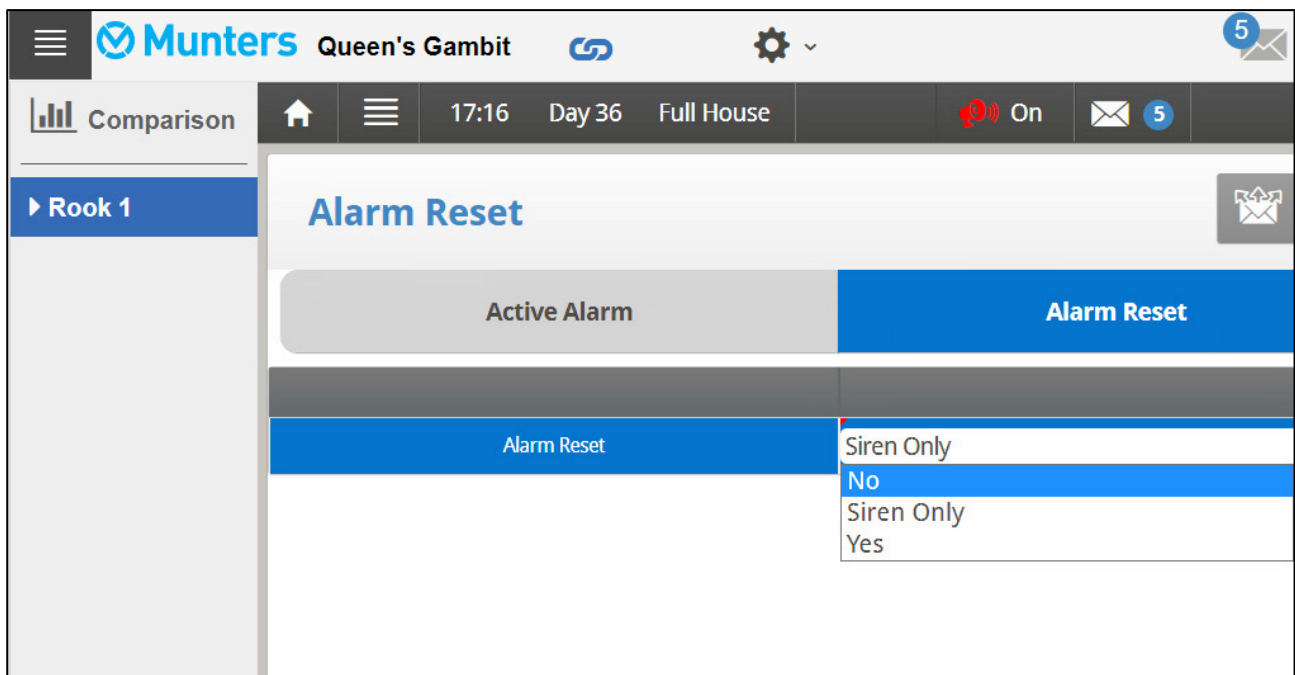 Munters Queen's Gambit 5
Comparison
17:16 Day 36 Full House On 5
Rook 1
Alarm Reset
Active Alarm Alarm Reset
Alarm Reset Siren Only
No
Siren Only
Yes